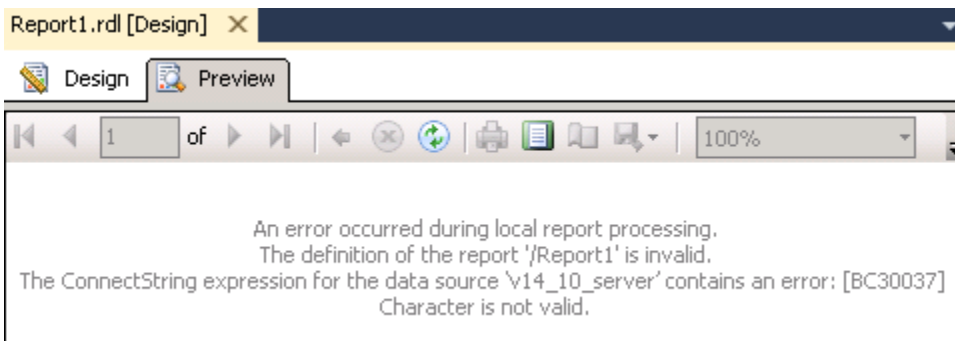 Report1.rdl [Design]
Design Preview
1 of 100%
An error occurred during local report processing.
The definition of the report '/Report1' is invalid.
The ConnectString expression for the data source 'v14_10_server' contains an error: [BC30037]
Character is not valid.